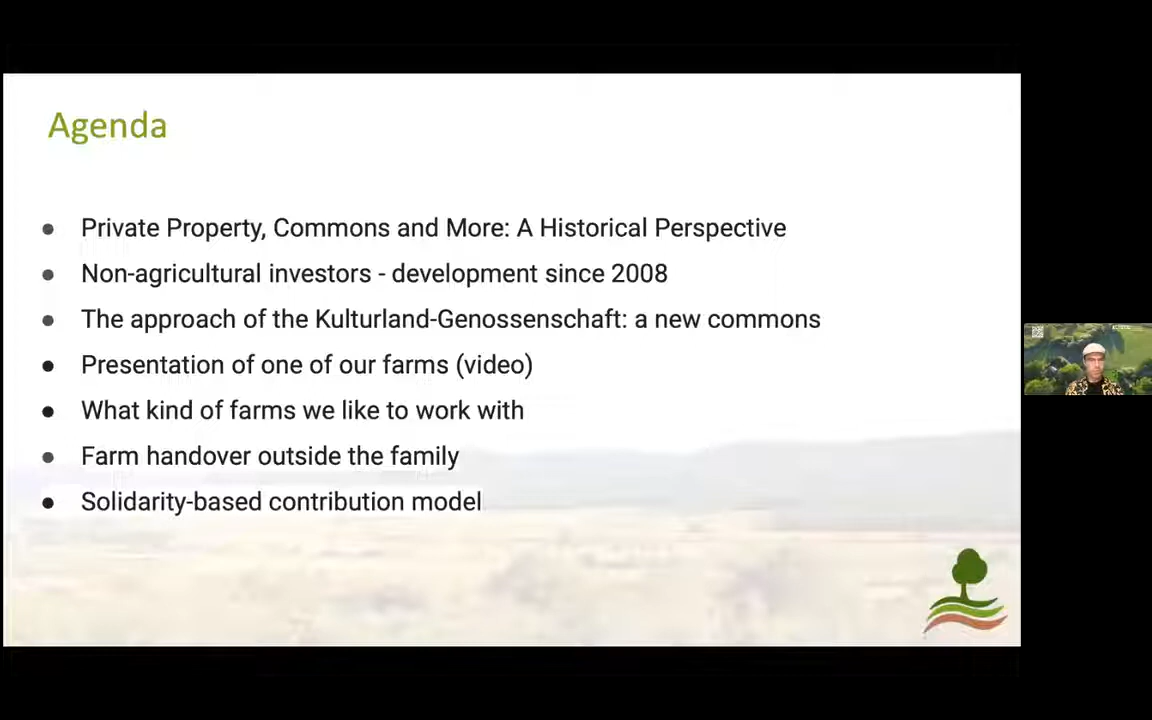 Agenda
Private Property, Commons and More: A Historical Perspective
Non-agricultural investors - development since 2008
The approach of the Kulturland-Genossenschaft: a new commons
Presentation of one of our farms (video)
What kind of farms we like to work with
Farm handover outside the family
Solidarity-based contribution model